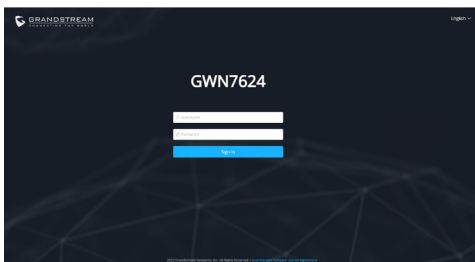 GRANDSTREAM
CONNECTING THE WORLD
English
GWN7624
Username
Password
Sign in